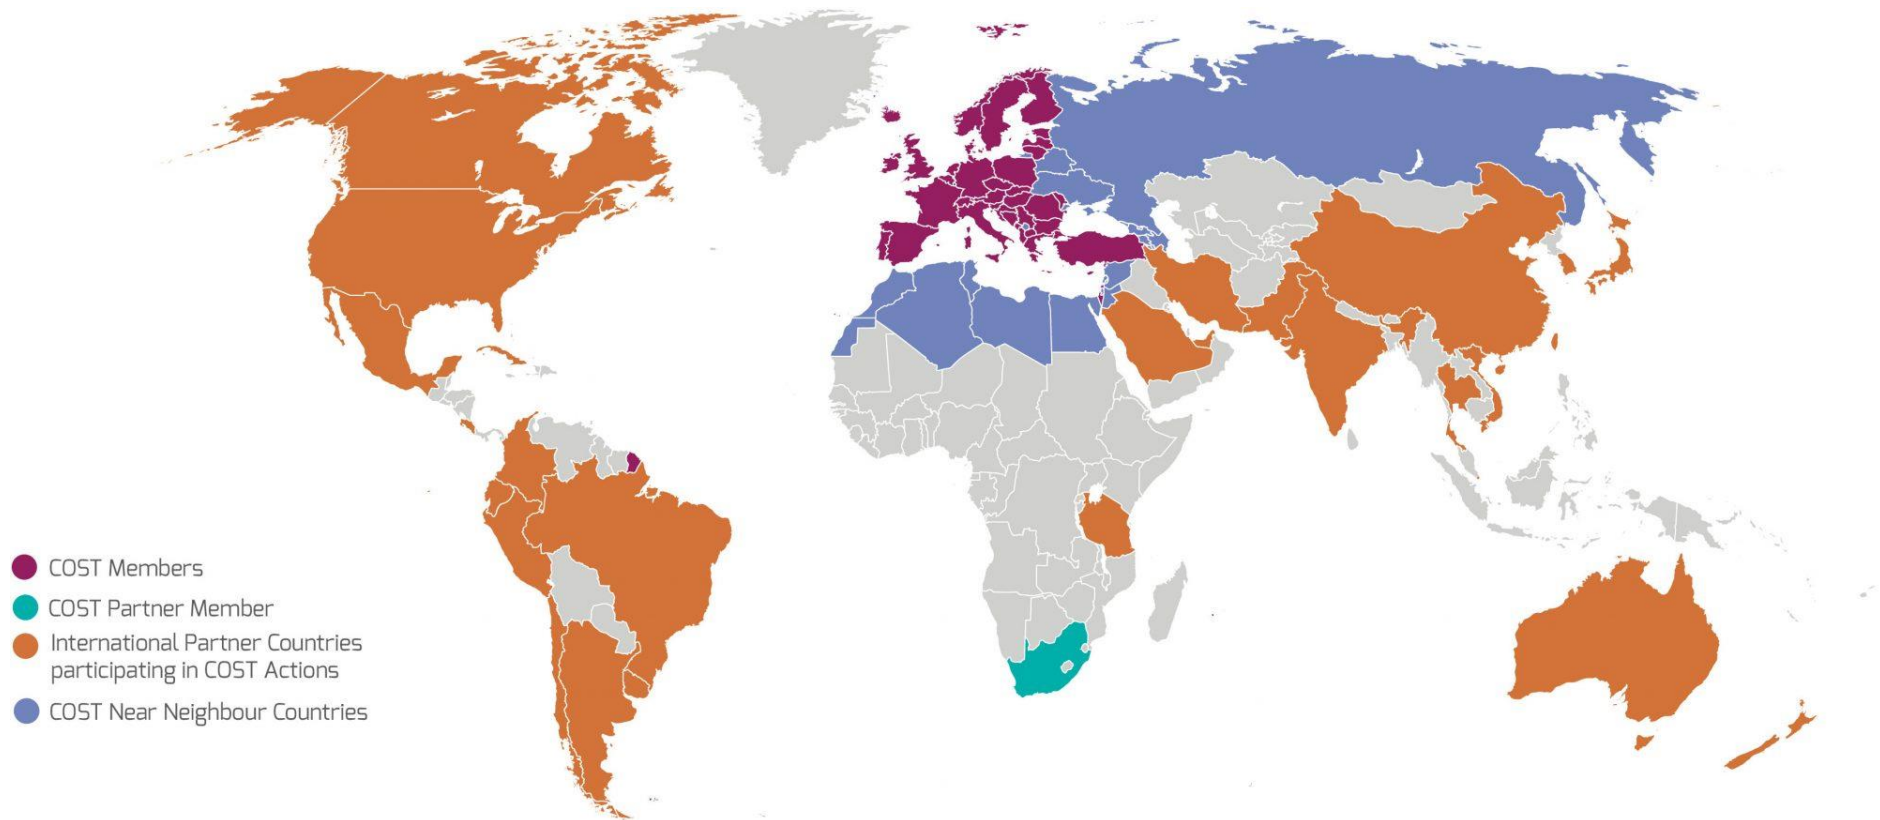 COST Members
COST Partner Member
International Partner Countries
participating in COST Actions
COST Near Neighbour Countries